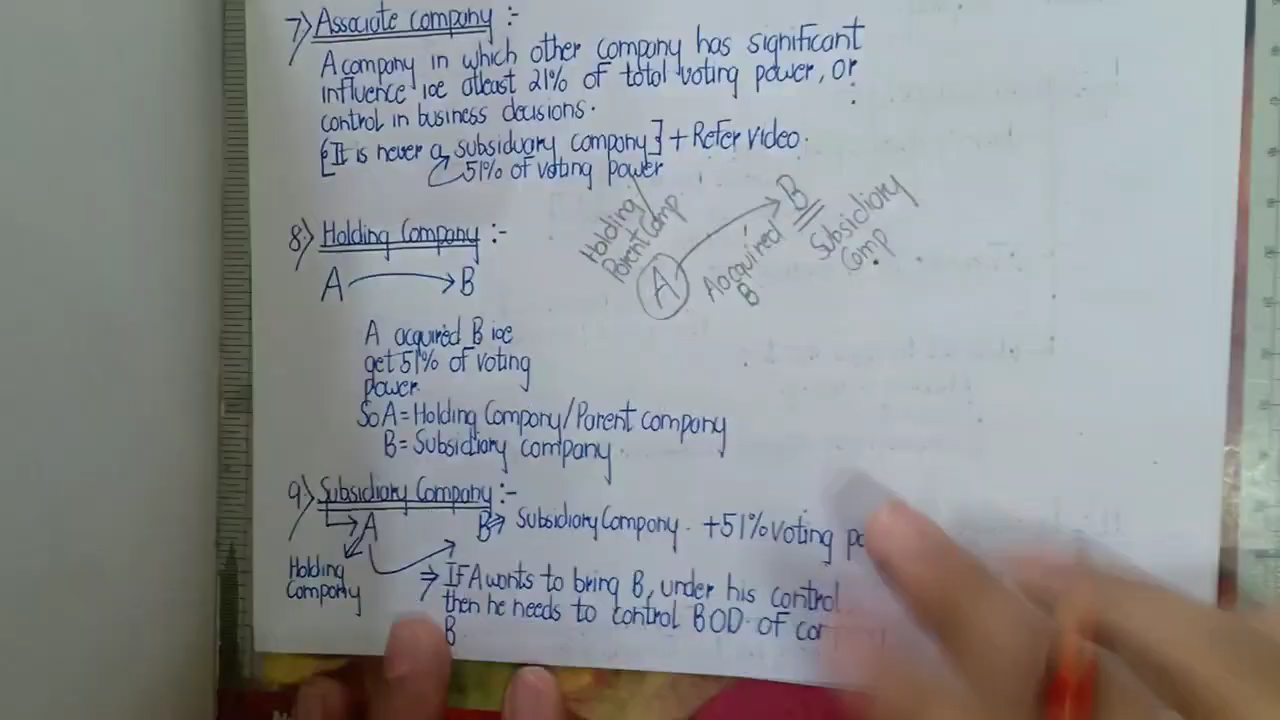 7) Associate company :-
A company in which other company has significant
influence ioe atleast 21% of total voting power, or
control in business decisions.
[It is never a subsiduary company] + Refer video.
51% of voting power
8) Holding Company :-
A B
A acquired B ioe
get 51% of voting
power.
So A = Holding Company/Parent company
B = Subsidiary company.
Holding/
Parent Comp
A
A acquired
B
B
Subsidiary
Comp.
9) Subsidiary Company :-
A B → Subsidiary Company. +51% voting
Holding
Company
⇒ If A wants to bring B, under his control
then he needs to control BOD of
B